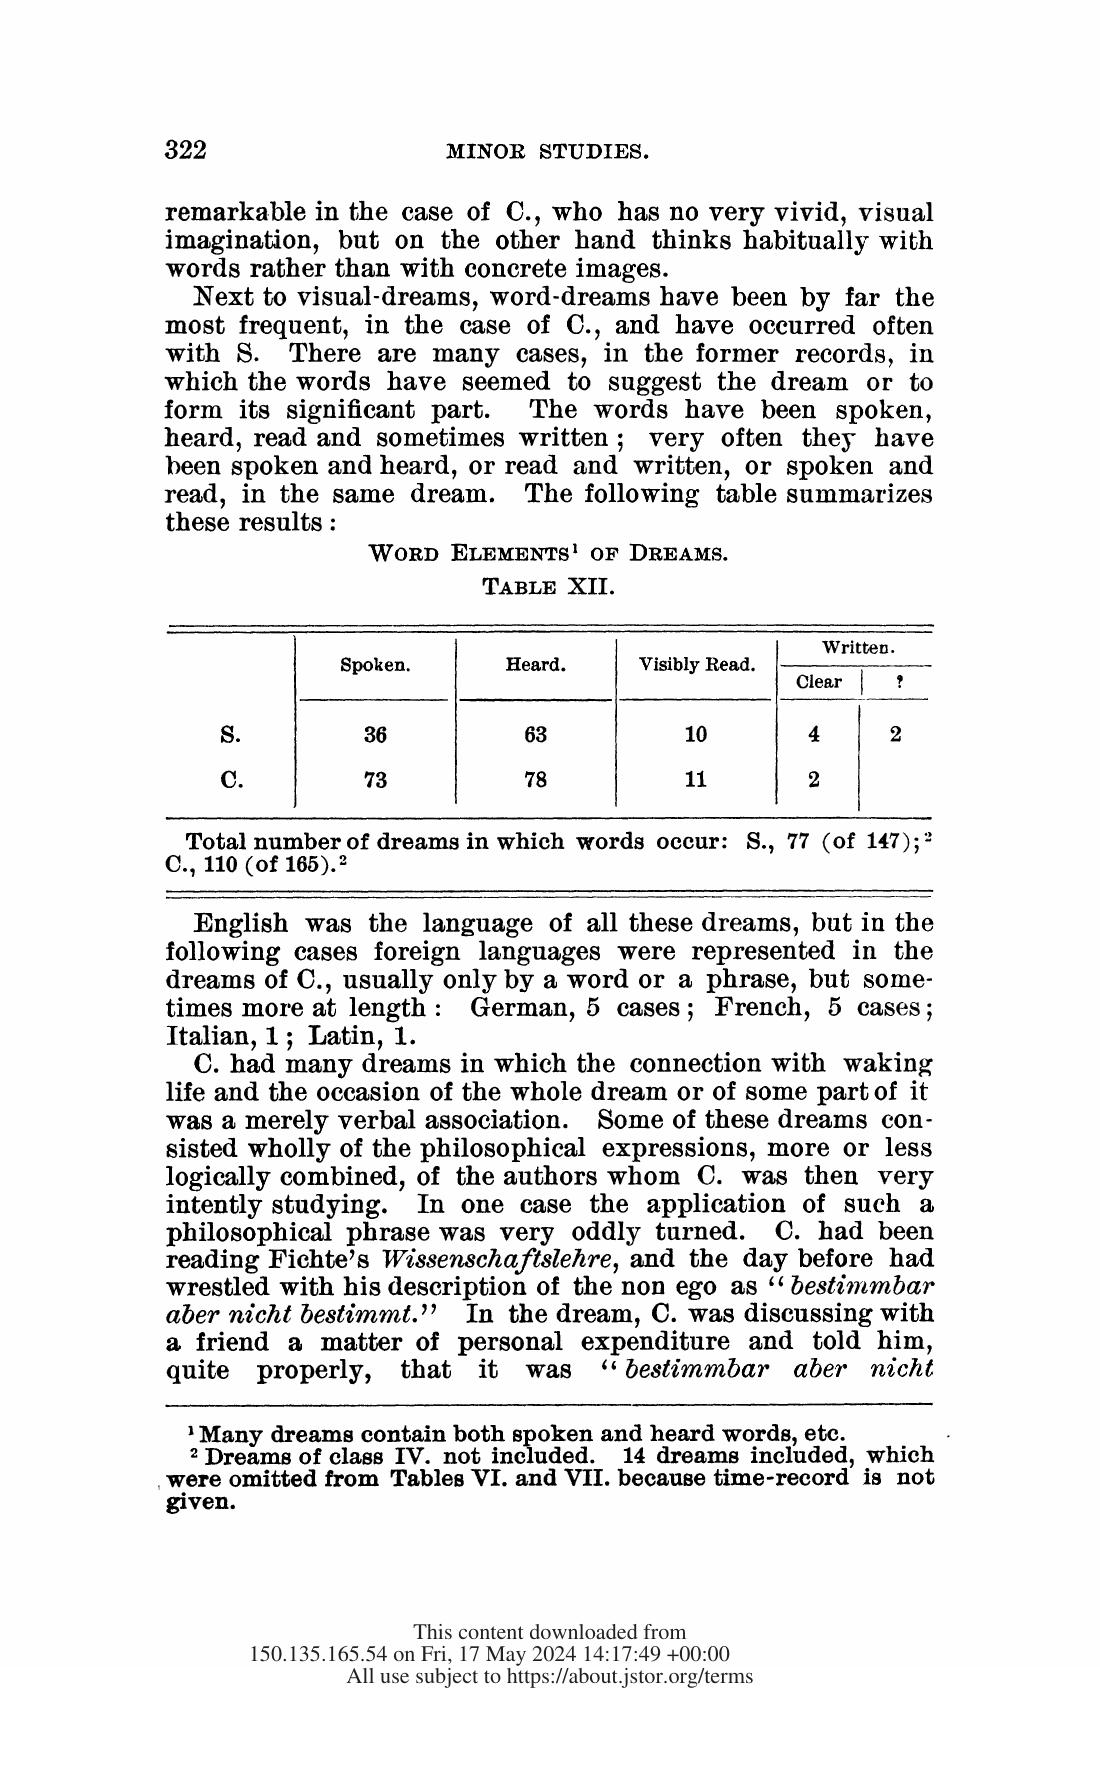 322 MINOR STUDIES.
remarkable in the case of C., who has no very vivid, visual
imagination, but on the other hand thinks habitually with
words rather than with concrete images.
Next to visual-dreams, word-dreams have been by far the
most frequent, in the case of C., and have occurred often
with S. There are many cases, in the former records, in
which the words have seemed to suggest the dream or to
form its significant part. The words have been spoken,
heard, read and sometimes written; very often they have
been spoken and heard, or read and written, or spoken and
read, in the same dream. The following table summarizes
these results:
WORD ELEMENTS¹ OF DREAMS.
TABLE XII.
Written.
Spoken. Heard. Visibly Read.
Clear ?
S. 36 63 10 4 2
C. 73 78 11 2
Total number of dreams in which words occur: S., 77 (of 147);²
C., 110 (of 165).²
English was the language of all these dreams, but in the
following cases foreign languages were represented in the
dreams of C., usually only by a word or a phrase, but some-
times more at length: German, 5 cases; French, 5 cases;
Italian, 1; Latin, 1.
C. had many dreams in which the connection with waking
life and the occasion of the whole dream or of some part of it
was a merely verbal association. Some of these dreams con-
sisted wholly of the philosophical expressions, more or less
logically combined, of the authors whom C. was then very
intently studying. In one case the application of such a
philosophical phrase was very oddly turned. C. had been
reading Fichte's Wissenschaftslehre, and the day before had
wrestled with his description of the non ego as "bestimmbar
aber nicht bestimmt." In the dream, C. was discussing with
a friend a matter of personal expenditure and told him,
quite properly, that it was "bestimmbar aber nicht
¹ Many dreams contain both spoken and heard words, etc.
² Dreams of class IV. not included. 14 dreams included, which
were omitted from Tables VI. and VII. because time-record is not
given.
This content downloaded from
150.135.165.54 on Fri, 17 May 2024 14:17:49 +00:00
All use subject to https://about.jstor.org/terms